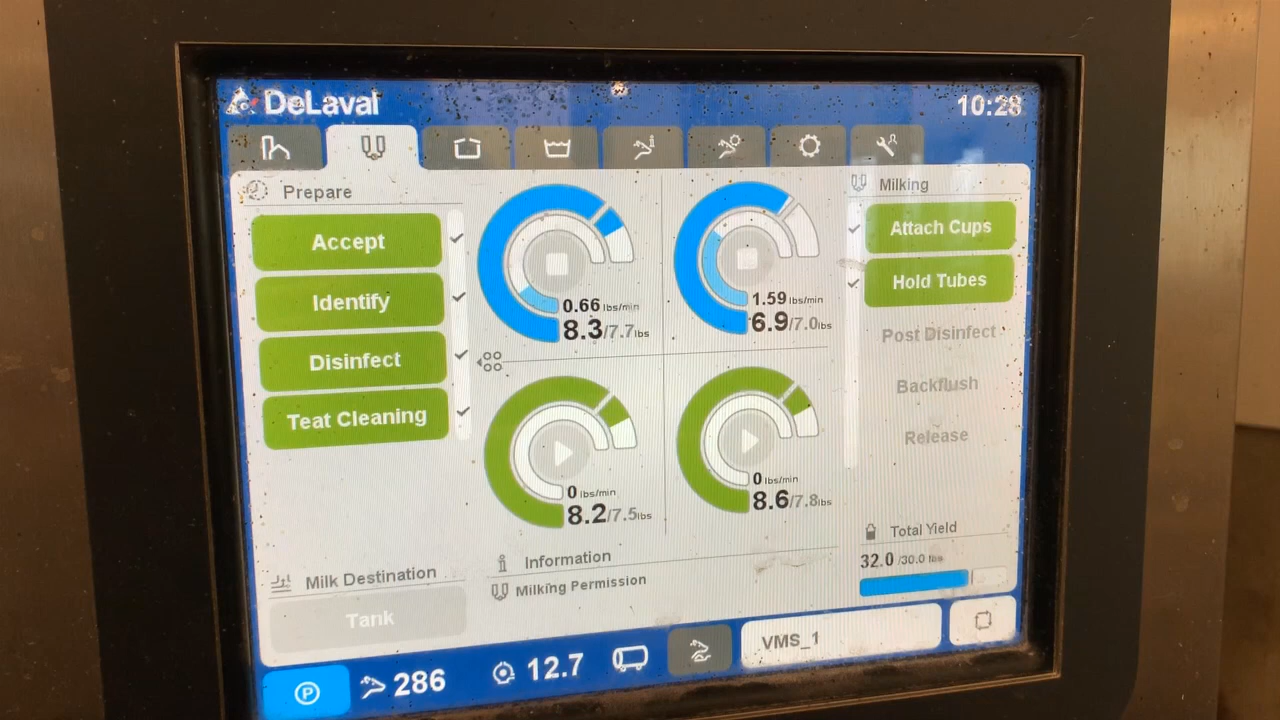 DeLaval
10:28
Prepare
Accept
Identify
Disinfect
Teat Cleaning
0.66 lbs/min
8.3/7.7lbs
1.59 lbs/min
6.9/7.0lbs
0 lbs/min
8.2/7.5lbs
0 lbs/min
8.6/7.8lbs
Milking
Attach Cups
Hold Tubes
Post Disinfect
Backflush
Release
Total Yield
32.0 /30.0 lbs
Milk Destination
Tank
Information
Milking Permission
P
286
12.7
VMS_1